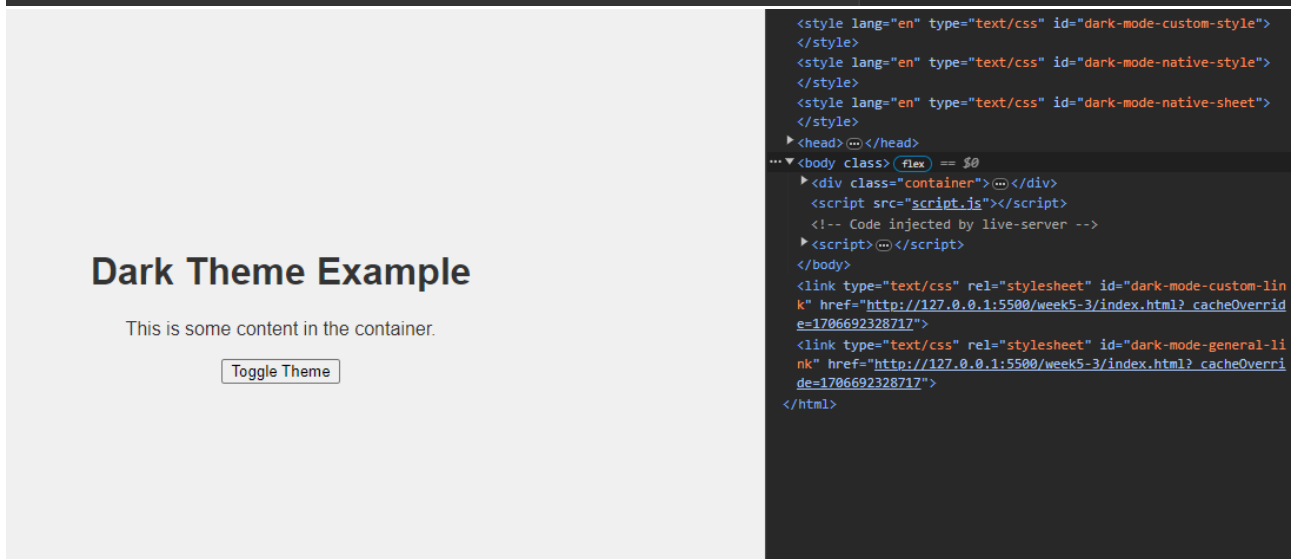 Dark Theme Example
This is some content in the container.
Toggle Theme
<style lang="en" type="text/css" id="dark-mode-custom-style">
</style>
<style lang="en" type="text/css" id="dark-mode-native-style">
</style>
<style lang="en" type="text/css" id="dark-mode-native-sheet">
</style>
<head> … </head>
… <body class> flex == $0
<div class="container"> … </div>
<script src="script.js"></script>
<!-- Code injected by live-server -->
<script> … </script>
</body>
<link type="text/css" rel="stylesheet" id="dark-mode-custom-lin
k" href="http://127.0.0.1:5500/week5-3/index.html?_cacheOverrid
e=1706692328717">
<link type="text/css" rel="stylesheet" id="dark-mode-general-li
nk" href="http://127.0.0.1:5500/week5-3/index.html?_cacheOverri
de=1706692328717">
</html>